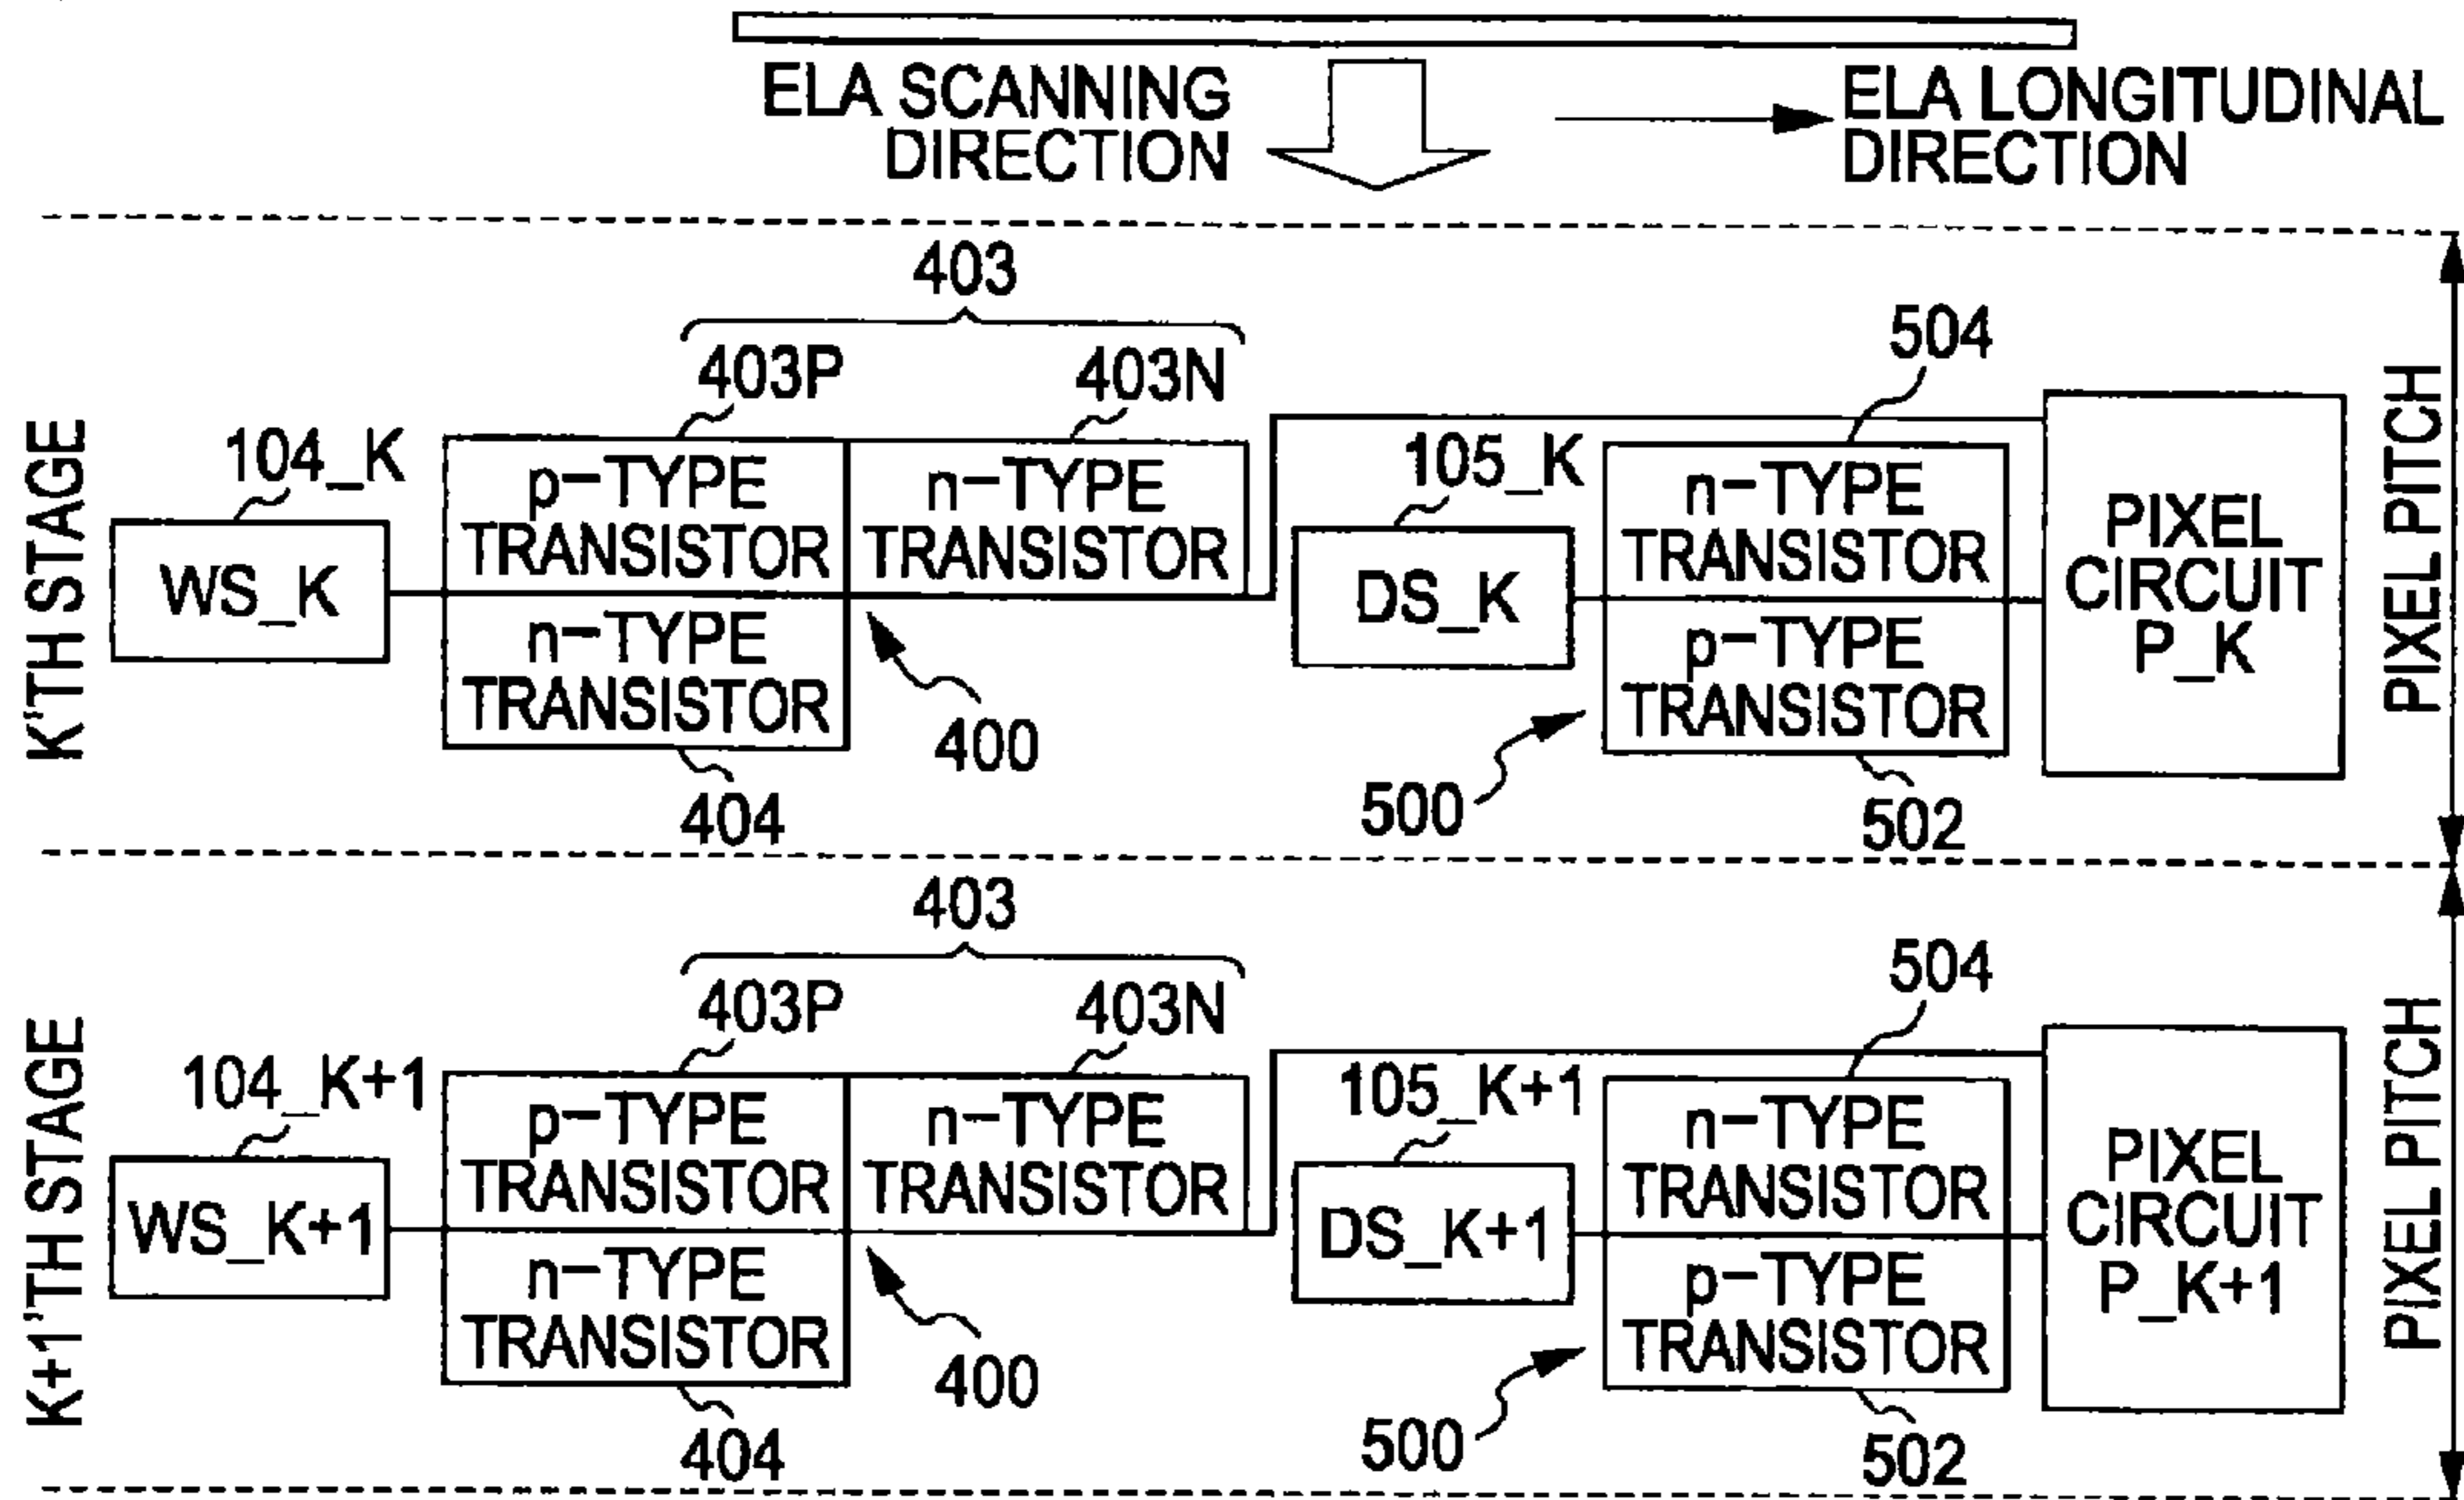 ELA SCANNING
DIRECTION
ELA LONGITUDINAL
DIRECTION
K'TH STAGE
403
403P
403N
504
104_K
105_K
WS_K
p-TYPE
TRANSISTOR
n-TYPE
TRANSISTOR
n-TYPE
TRANSISTOR
404
400
DS_K
n-TYPE
TRANSISTOR
p-TYPE
TRANSISTOR
500
502
PIXEL
CIRCUIT
P_K
PIXEL PITCH
K+1'TH STAGE
403
403P
403N
504
104_K+1
105_K+1
WS_K+1
p-TYPE
TRANSISTOR
n-TYPE
TRANSISTOR
n-TYPE
TRANSISTOR
404
400
DS_K+1
n-TYPE
TRANSISTOR
p-TYPE
TRANSISTOR
500
502
PIXEL
CIRCUIT
P_K+1
PIXEL PITCH